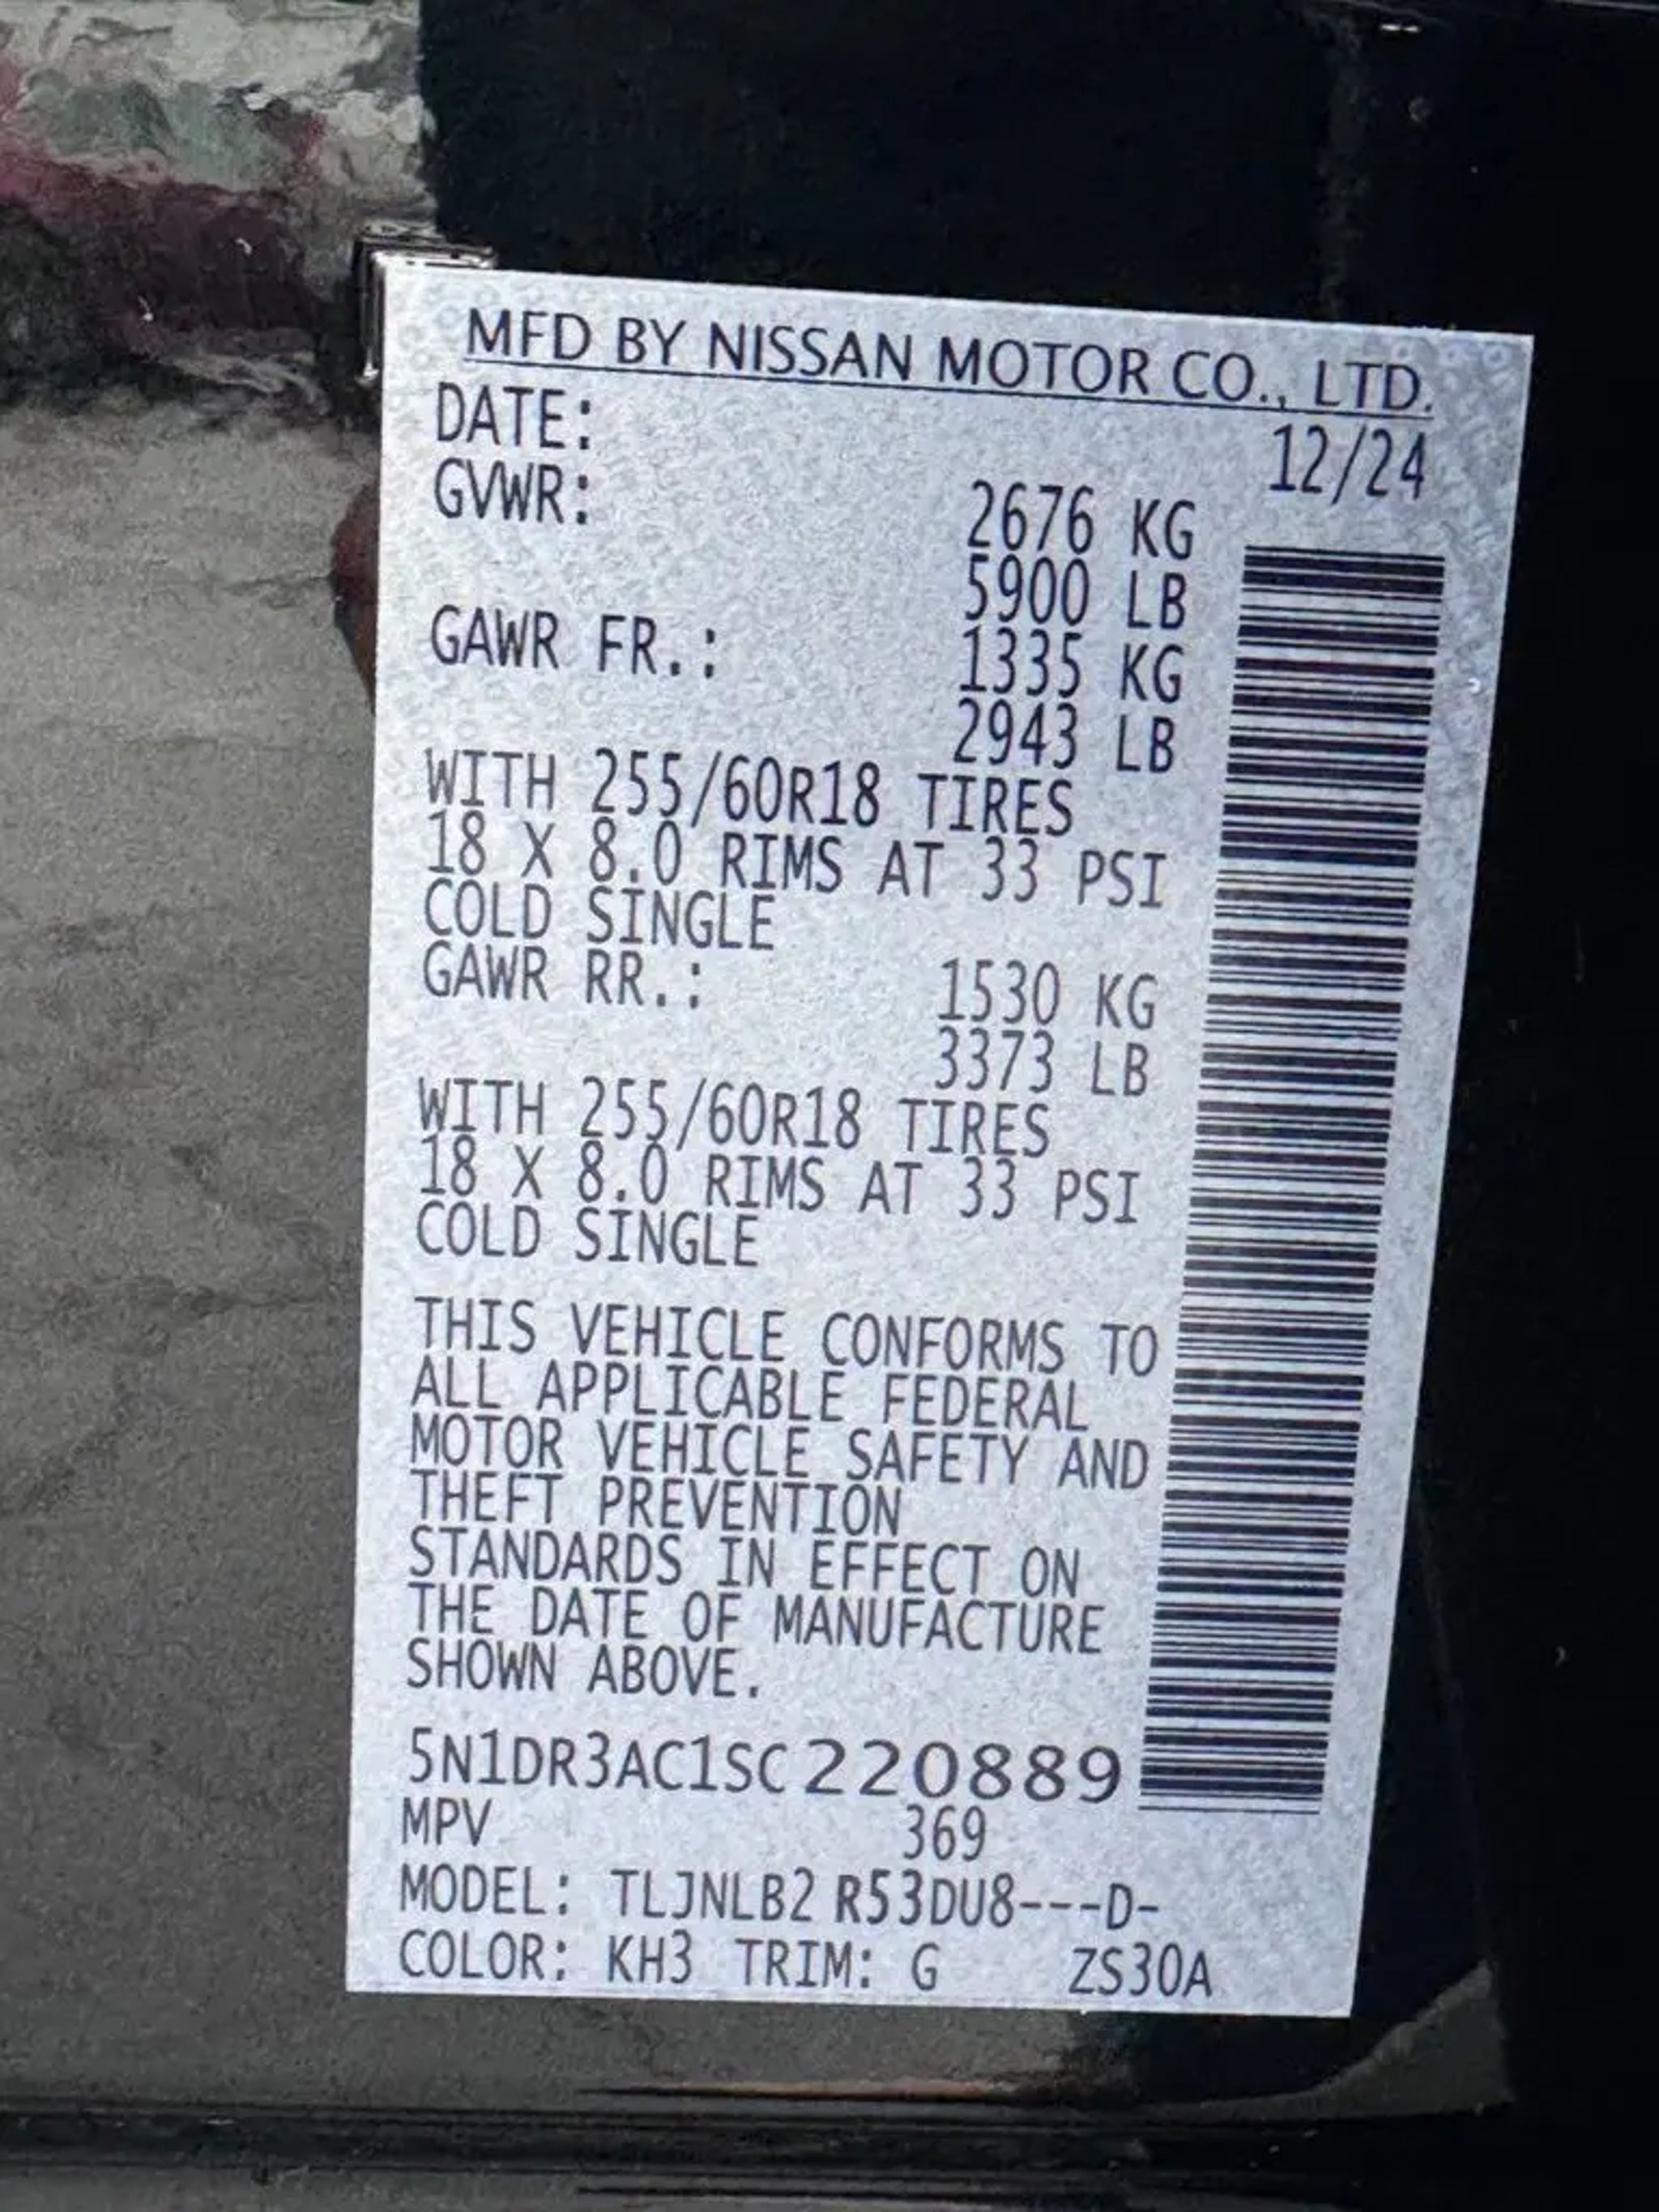 MFD BY NISSAN MOTOR CO., LTD.
DATE: 12/24
GVWR: 2676 KG
5900 LB
GAWR FR.: 1335 KG
2943 LB
WITH 255/60R18 TIRES
18 X 8.0 RIMS AT 33 PSI
COLD SINGLE
GAWR RR.: 1530 KG
3373 LB
WITH 255/60R18 TIRES
18 X 8.0 RIMS AT 33 PSI
COLD SINGLE
THIS VEHICLE CONFORMS TO
ALL APPLICABLE FEDERAL
MOTOR VEHICLE SAFETY AND
THEFT PREVENTION
STANDARDS IN EFFECT ON
THE DATE OF MANUFACTURE
SHOWN ABOVE.
5N1DR3AC1SC220889
MPV 369
MODEL: TLJNLB2 R53DU8---D-
COLOR: KH3 TRIM: G ZS30A